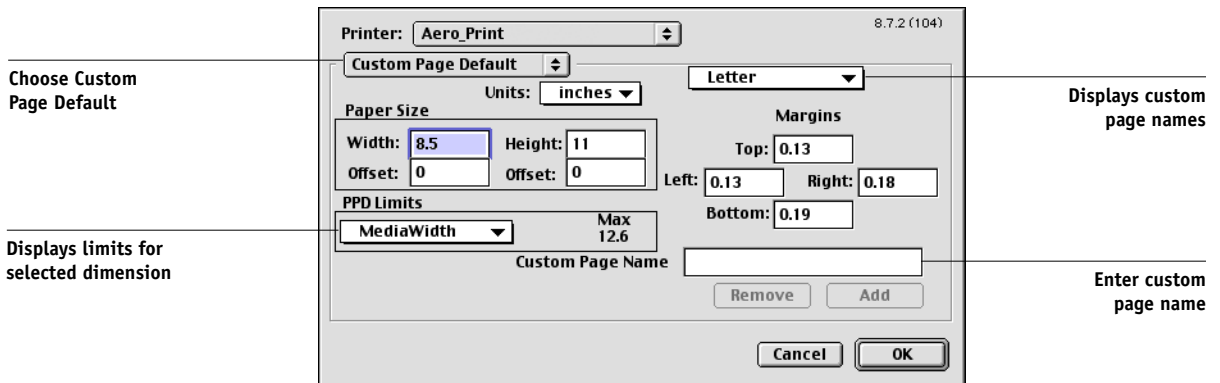 8.7.2 (104)
Printer: Aero_Print
Custom Page Default
Letter
Choose Custom
Page Default
Units: inches
Displays custom
page names
Paper Size
Margins
Width: 8.5 Height: 11
Top: 0.13
Offset: 0 Offset: 0
Left: 0.13 Right: 0.18
PPD Limits
Bottom: 0.19
MediaWidth Max
12.6
Displays limits for
selected dimension
Custom Page Name
Enter custom
page name
Remove Add
Cancel OK